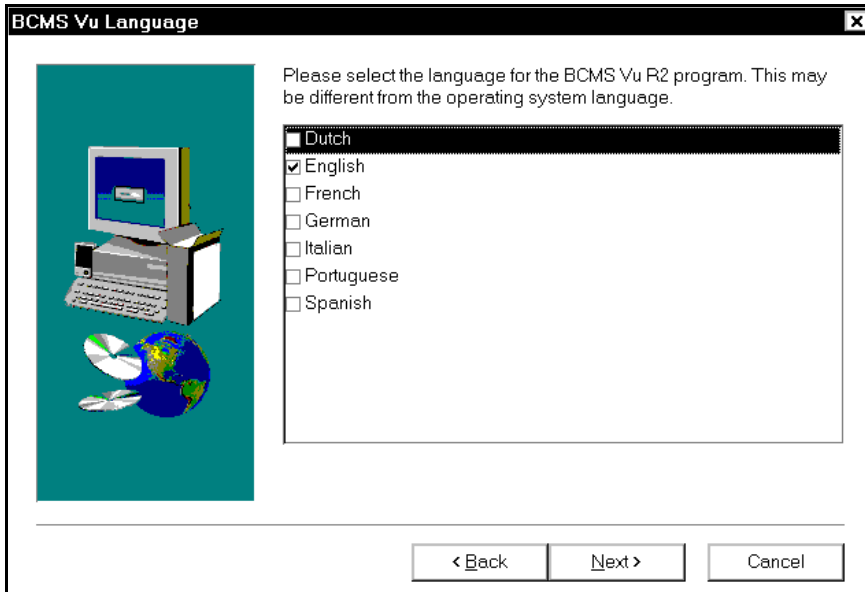 BCMS Vu Language
Please select the language for the BCMS Vu R2 program. This may
be different from the operating system language.
Dutch
English
French
German
Italian
Portuguese
Spanish
< Back
Next >
Cancel